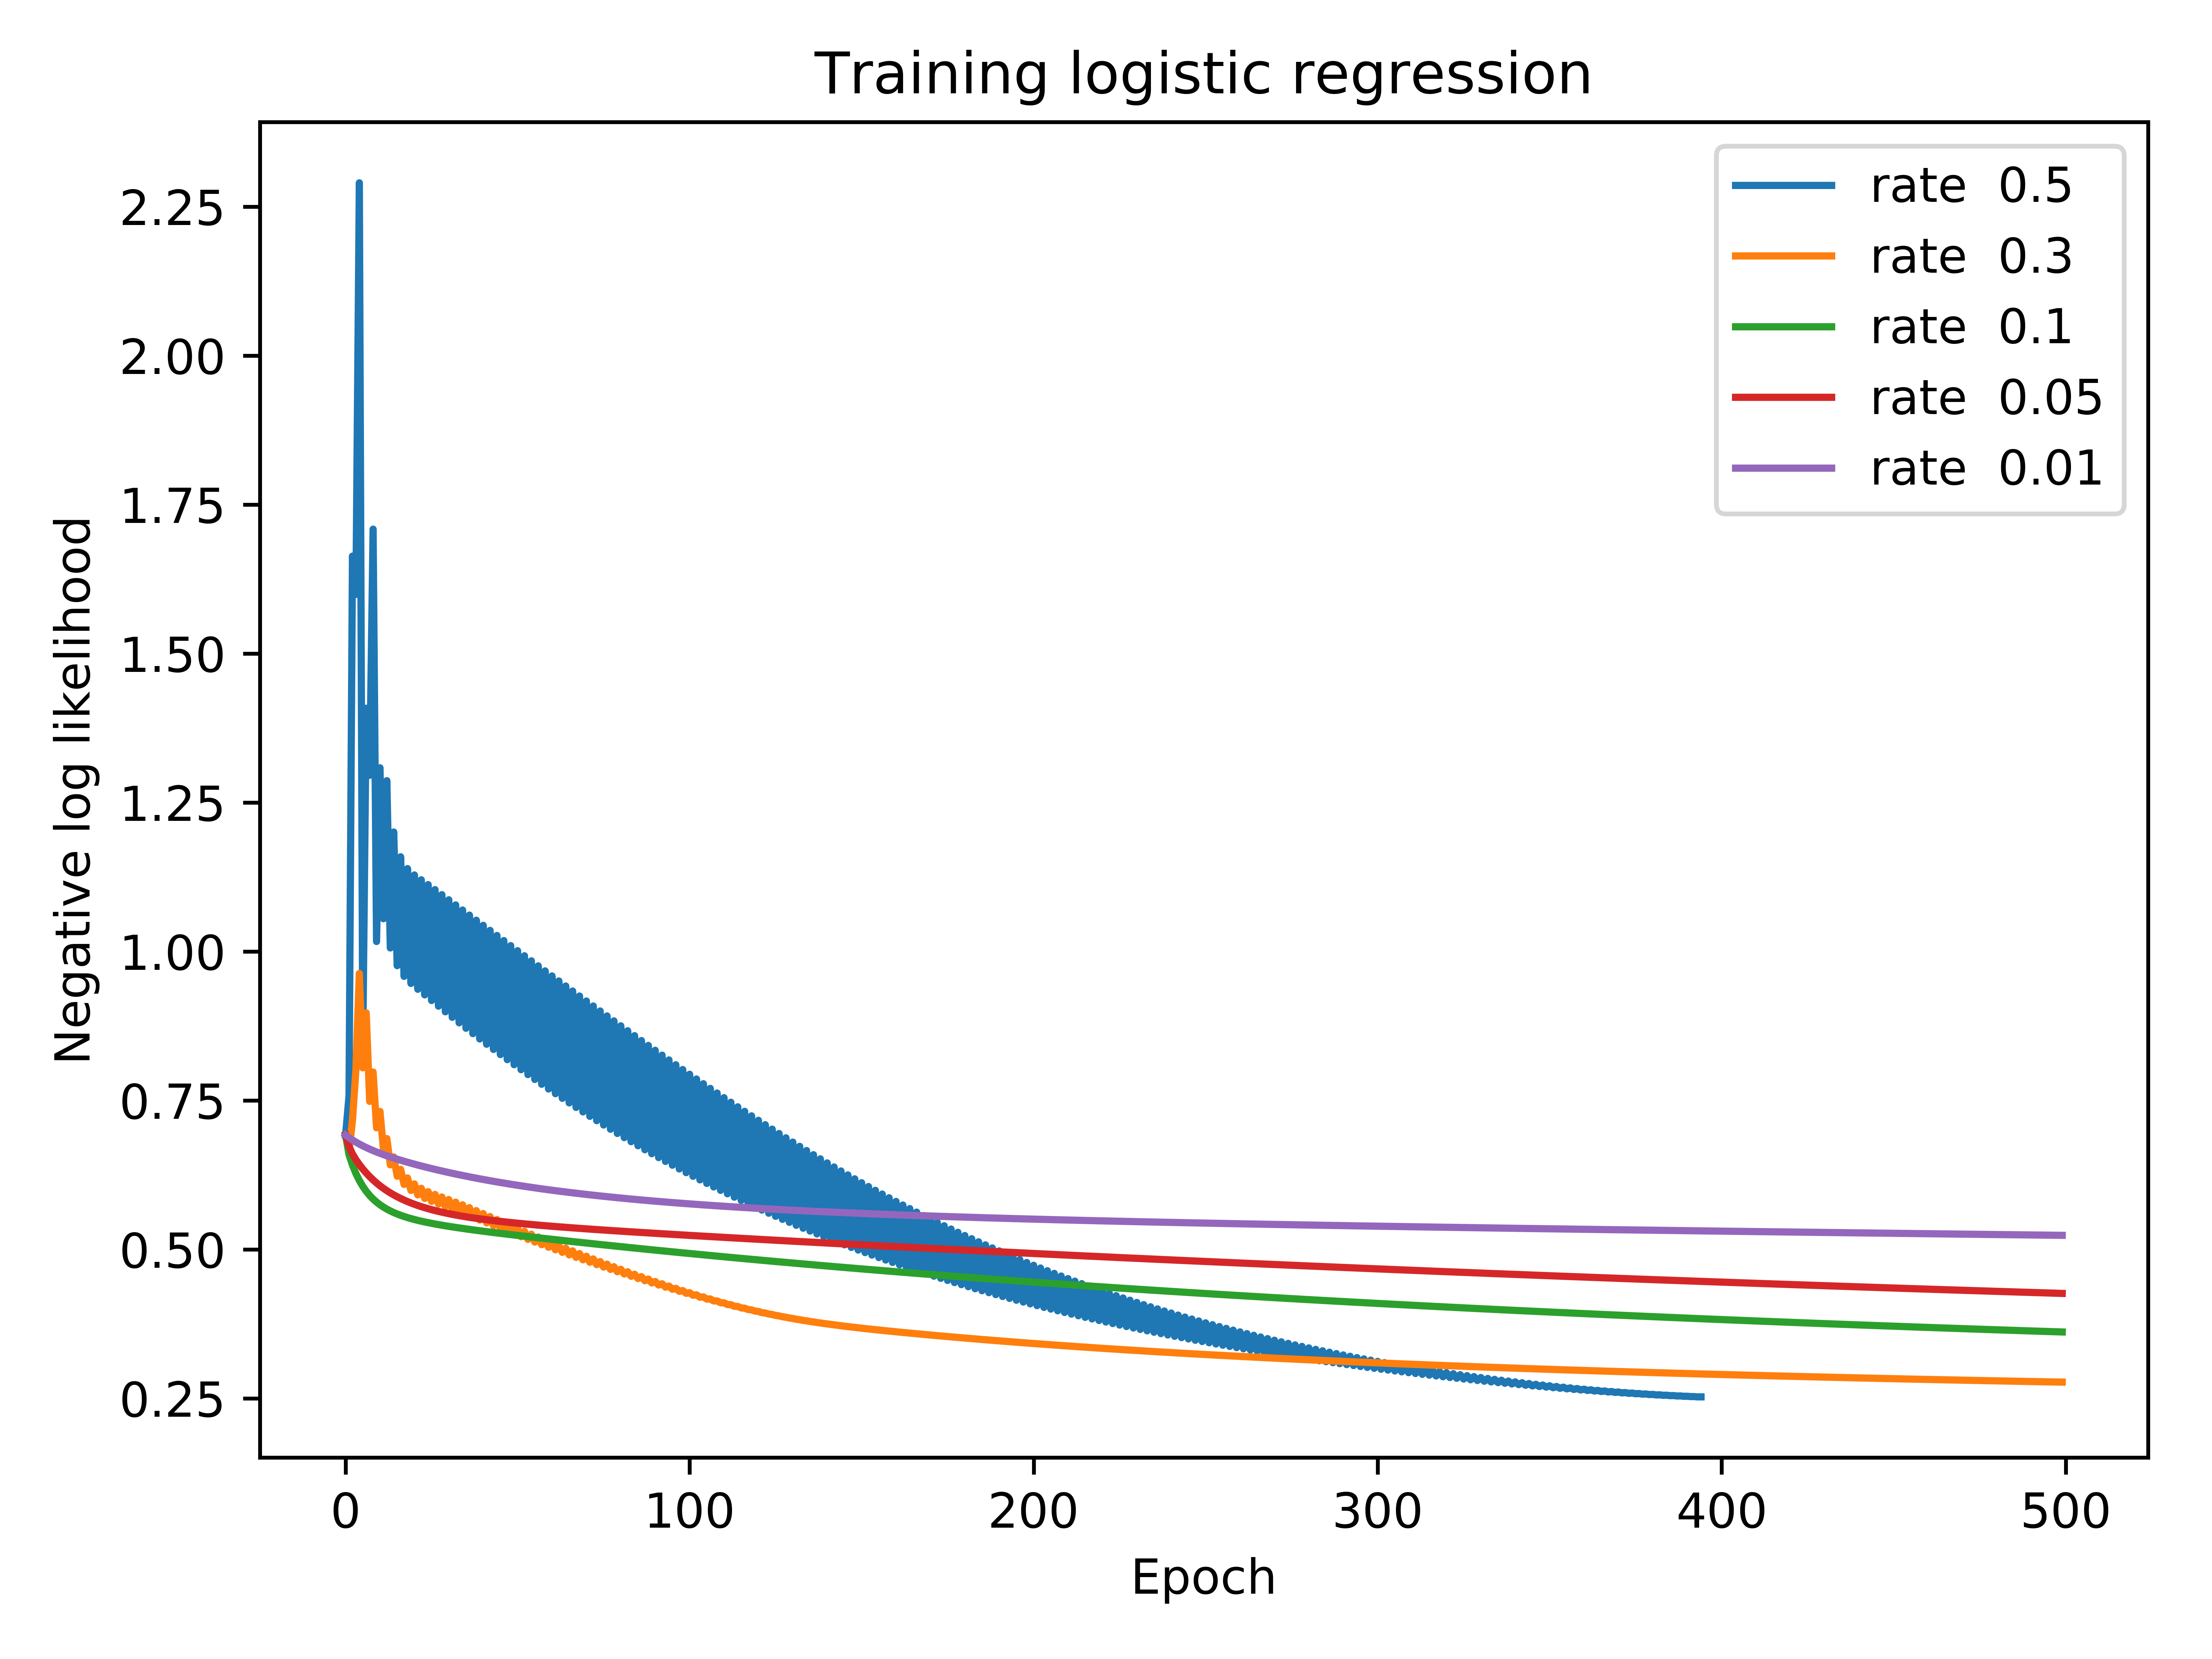 Training logistic regression
rate  0.5
rate  0.3
rate  0.1
rate  0.05
rate  0.01
Negative log likelihood
2.25
2.00
1.75
1.50
1.25
1.00
0.75
0.50
0.25
0 100 200 300 400 500
Epoch